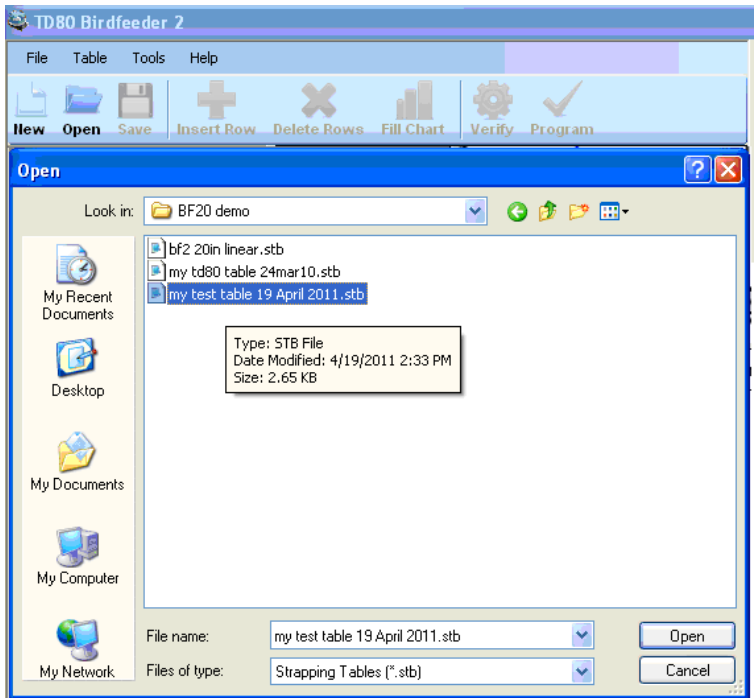 TD80 Birdfeeder 2
File Table Tools Help
New Open Save Insert Row Delete Rows Fill Chart Verify Program
Open
Look in: BF20 demo
bf2 20in linear.stb
my td80 table 24mar10.stb
my test table 19 April 2011.stb
Type: STB File
Date Modified: 4/19/2011 2:33 PM
Size: 2.65 KB
My Recent
Documents
Desktop
My Documents
My Computer
My Network
File name: my test table 19 April 2011.stb Open
Files of type: Strapping Tables (*.stb) Cancel